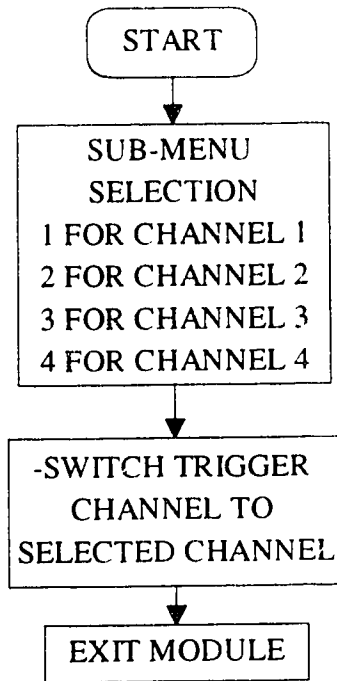 START
SUB-MENU
SELECTION
1 FOR CHANNEL 1
2 FOR CHANNEL 2
3 FOR CHANNEL 3
4 FOR CHANNEL 4
-SWITCH TRIGGER
CHANNEL TO
SELECTED CHANNEL
EXIT MODULE